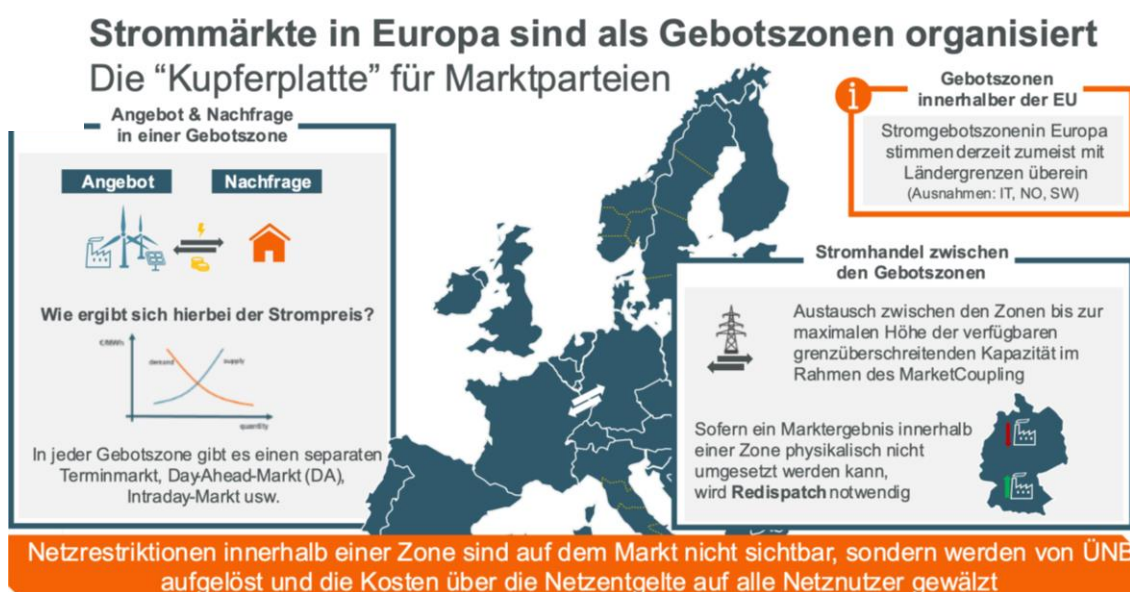 Strommärkte in Europa sind als Gebotszonen organisiert
Die “Kupferplatte” für Marktparteien
Angebot & Nachfrage
in einer Gebotszone
Angebot
Nachfrage
Wie ergibt sich hierbei der Strompreis?
€/MWh
demand
supply
quantity
In jeder Gebotszone gibt es einen separaten
Terminmarkt, Day-Ahead-Markt (DA),
Intraday-Markt usw.
i
Gebotszonen
innerhalber der EU
Stromgebotszonenin Europa
stimmen derzeit zumeist mit
Ländergrenzen überein
(Ausnahmen: IT, NO, SW)
Stromhandel zwischen
den Gebotszonen
Austausch zwischen den Zonen bis zur
maximalen Höhe der verfügbaren
grenzüberschreitenden Kapazität im
Rahmen des MarketCoupling
Sofern ein Marktergebnis innerhalb
einer Zone physikalisch nicht
umgesetzt werden kann,
wird Redispatch notwendig
Netzrestriktionen innerhalb einer Zone sind auf dem Markt nicht sichtbar, sondern werden von ÜNB
aufgelöst und die Kosten über die Netzentgelte auf alle Netznutzer gewälzt